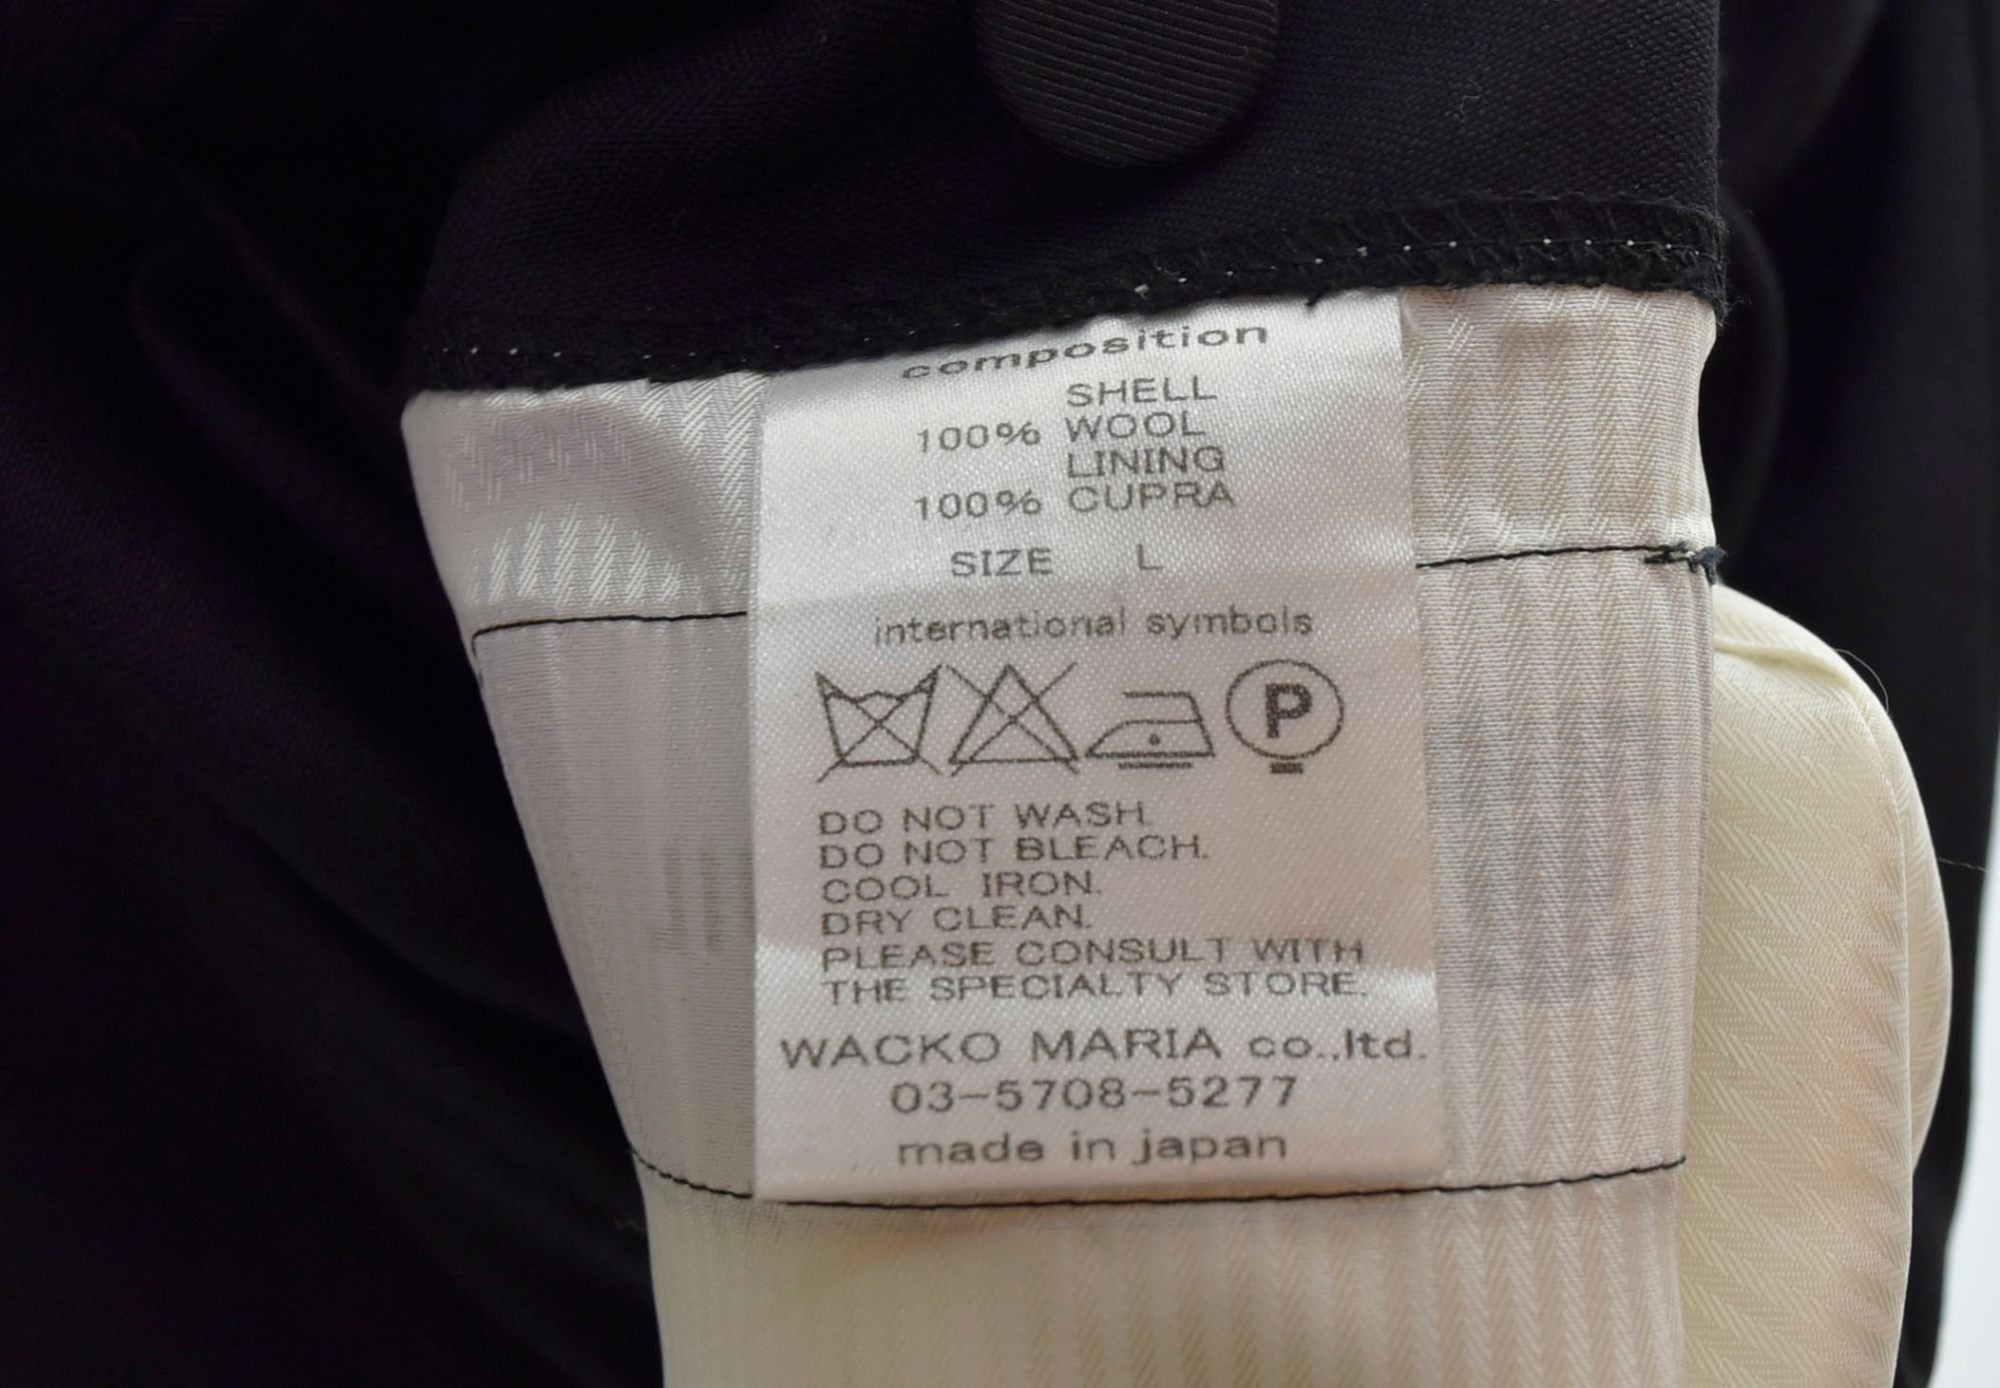 composition
SHELL
100% WOOL
LINING
100% CUPRA
SIZE L
international symbols
P
DO NOT WASH.
DO NOT BLEACH.
COOL IRON.
DRY CLEAN.
PLEASE CONSULT WITH
THE SPECIALTY STORE.
WACKO MARIA co.,ltd.
03-5708-5277
made in japan